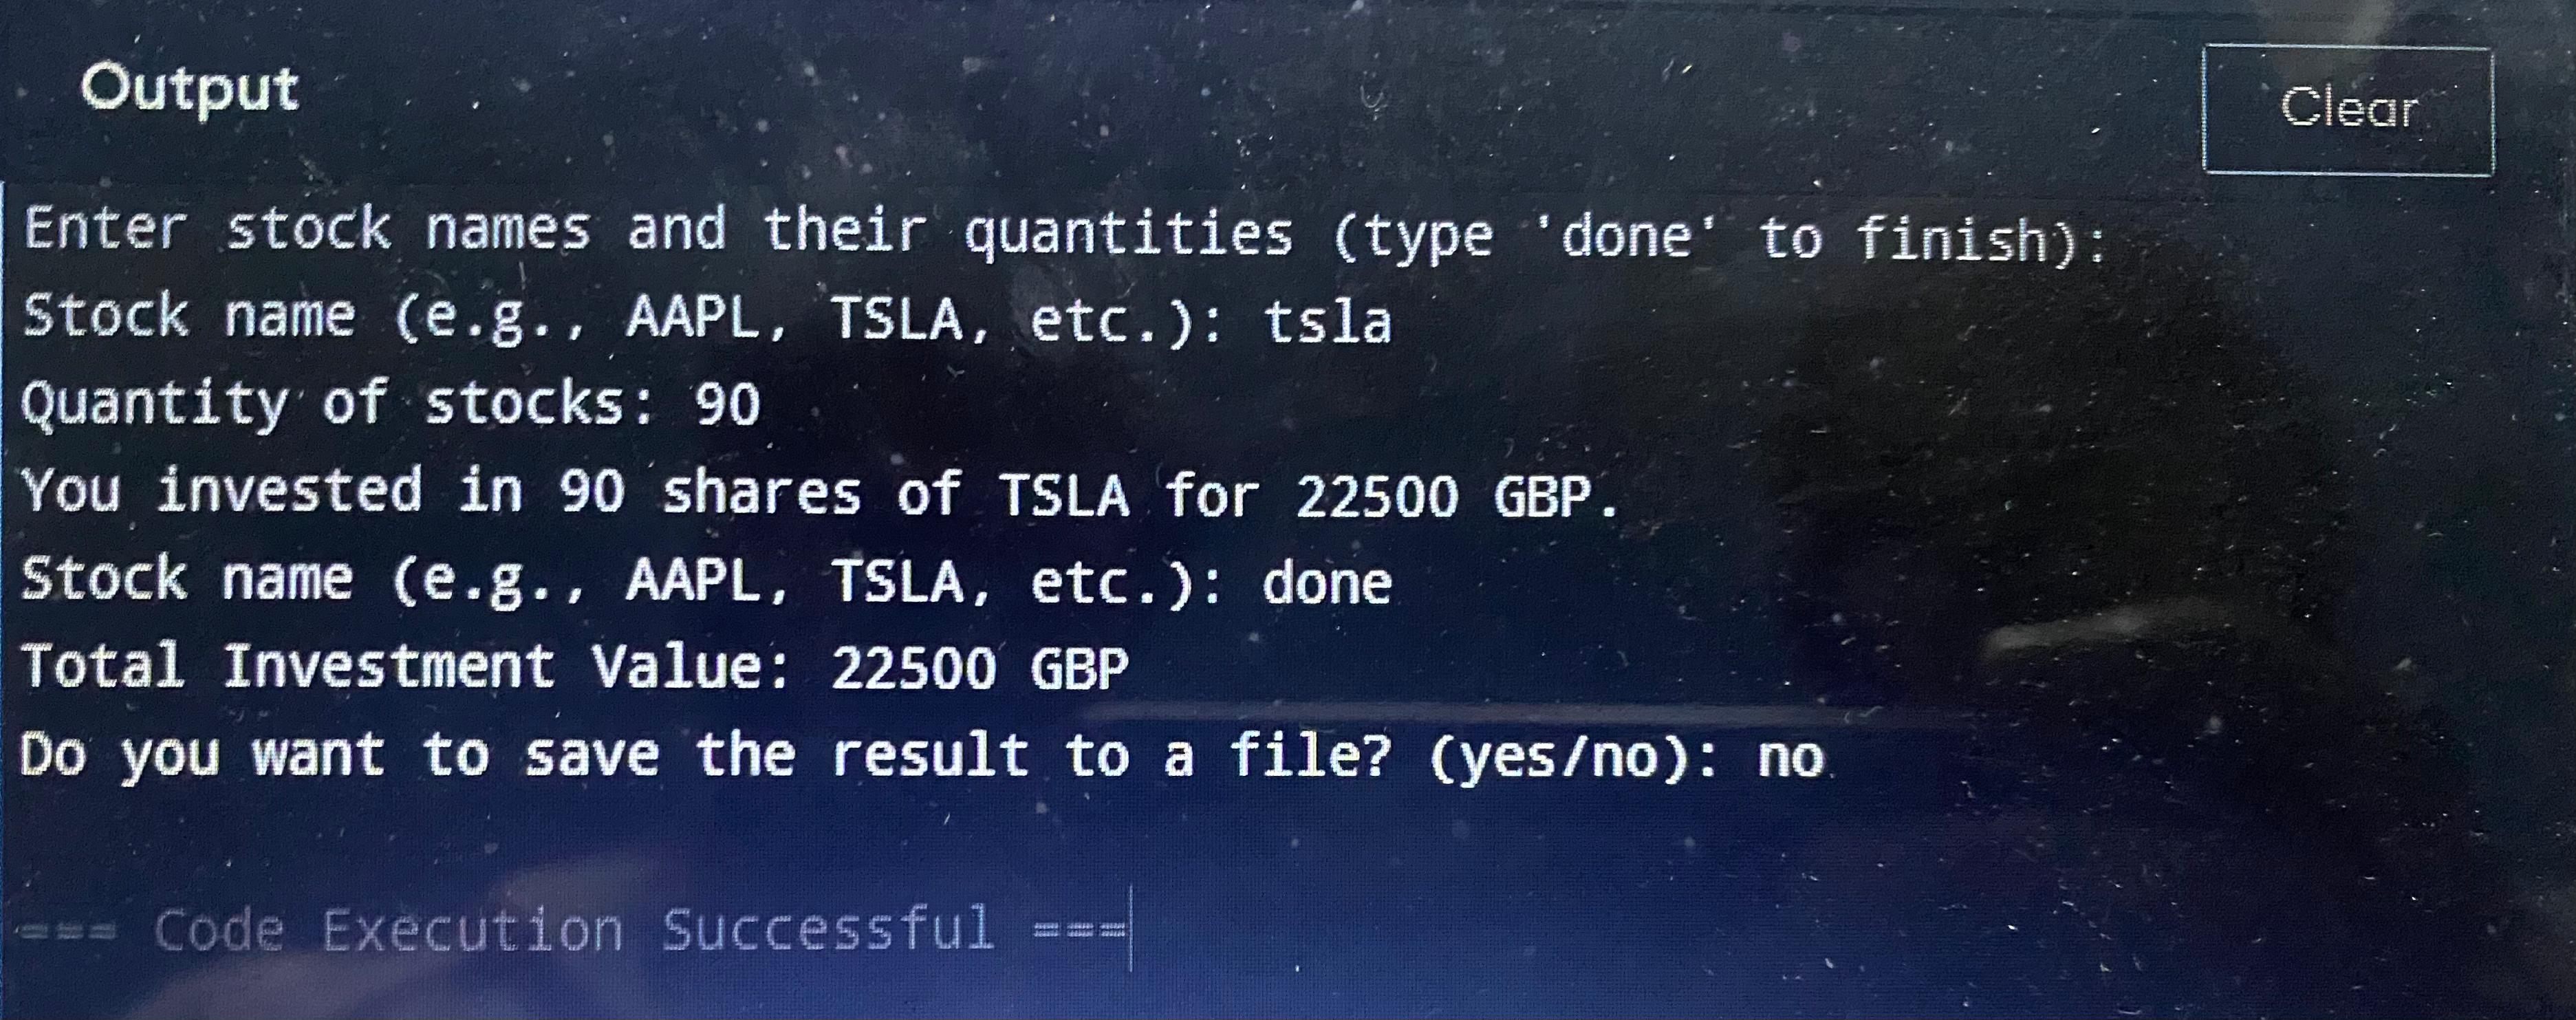 Output
Clear
Enter stock names and their quantities (type 'done' to finish):
Stock name (e.g., AAPL, TSLA, etc.): tsla
Quantity of stocks: 90
You invested in 90 shares of TSLA for 22500 GBP.
Stock name (e.g., AAPL, TSLA, etc.): done
Total Investment Value: 22500 GBP
Do you want to save the result to a file? (yes/no): no
=== Code Execution Successful ===